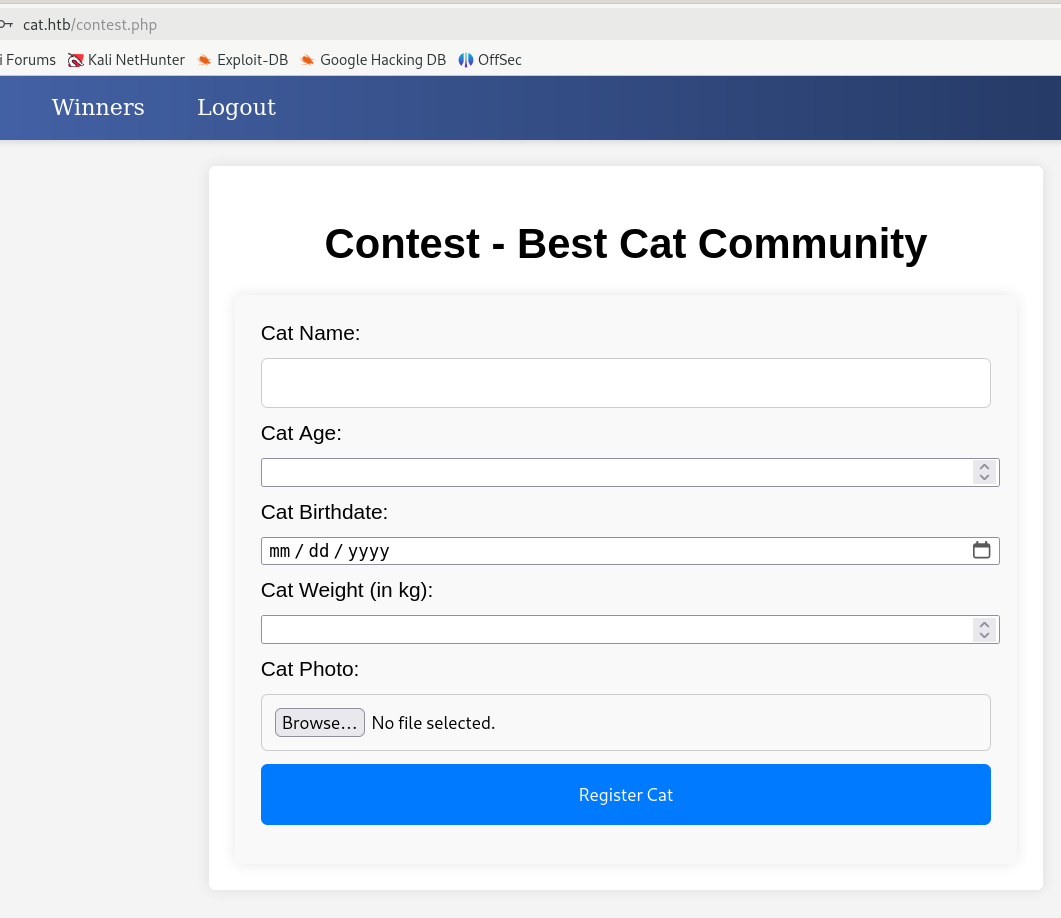 cat.htb/contest.php
i Forums Kali NetHunter Exploit-DB Google Hacking DB OffSec
Winners Logout
Contest - Best Cat Community
Cat Name:
Cat Age:
Cat Birthdate:
mm / dd / yyyy
Cat Weight (in kg):
Cat Photo:
Browse... No file selected.
Register Cat